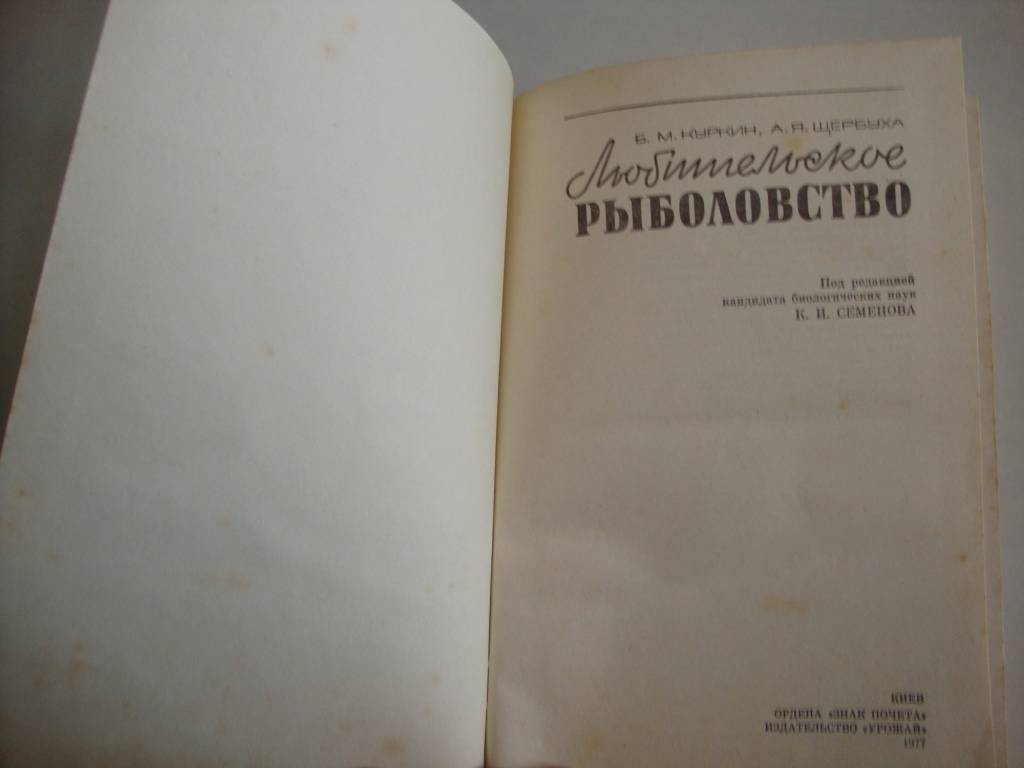 Б. М. КУРКИН, А. Я. ЩЕРБУХА
Любительское
РЫБОЛОВСТВО
Под редакцией
кандидата биологических наук
К. И. СЕМЕНОВА
КИЕВ
ОРДЕНА «ЗНАК ПОЧЕТА»
ИЗДАТЕЛЬСТВО «УРОЖАЙ»
1977